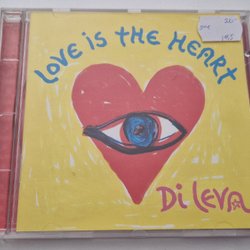 LOVE IS THE HEART
Di Leva